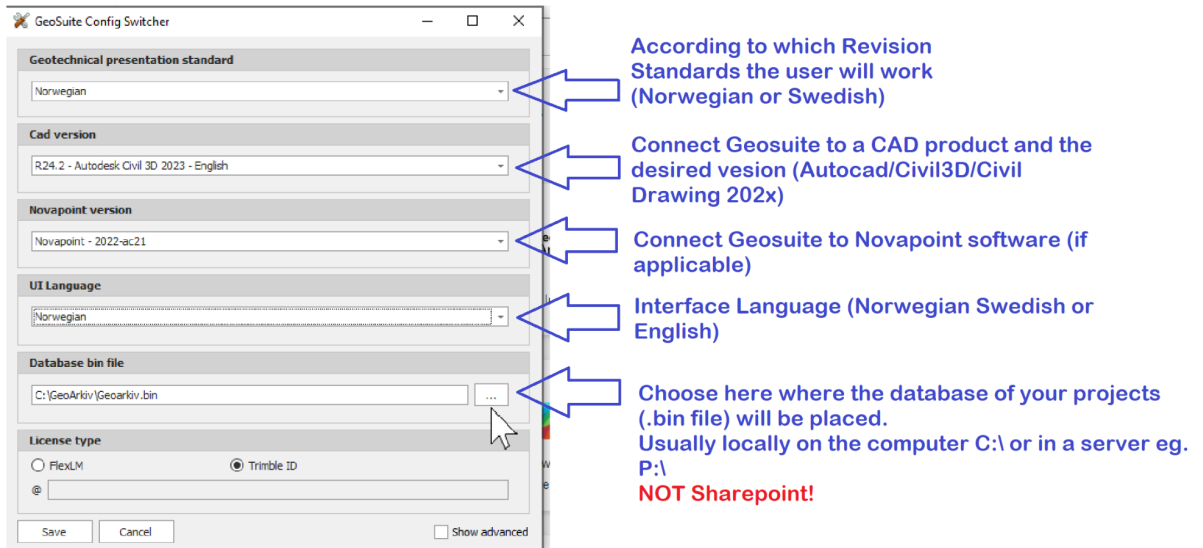 GeoSuite Config Switcher
Geotechnical presentation standard
Norwegian
According to which Revision
Standards the user will work
(Norwegian or Swedish)
Cad version
R24.2 - Autodesk Civil 3D 2023 - English
Connect Geosuite to a CAD product and the
desired vesion (Autocad/Civil3D/Civil
Drawing 202x)
Novapoint version
Novapoint - 2022-ac21
Connect Geosuite to Novapoint software (if
applicable)
UI Language
Norwegian
Interface Language (Norwegian Swedish or
English)
Database bin file
C:\GeoArkiv\Geoarkiv.bin
...
Choose here where the database of your projects
(.bin file) will be placed.
Usually locally on the computer C:\ or in a server eg.
P:\
NOT Sharepoint!
License type
FlexLM
Trimble ID
@
Save
Cancel
Show advanced